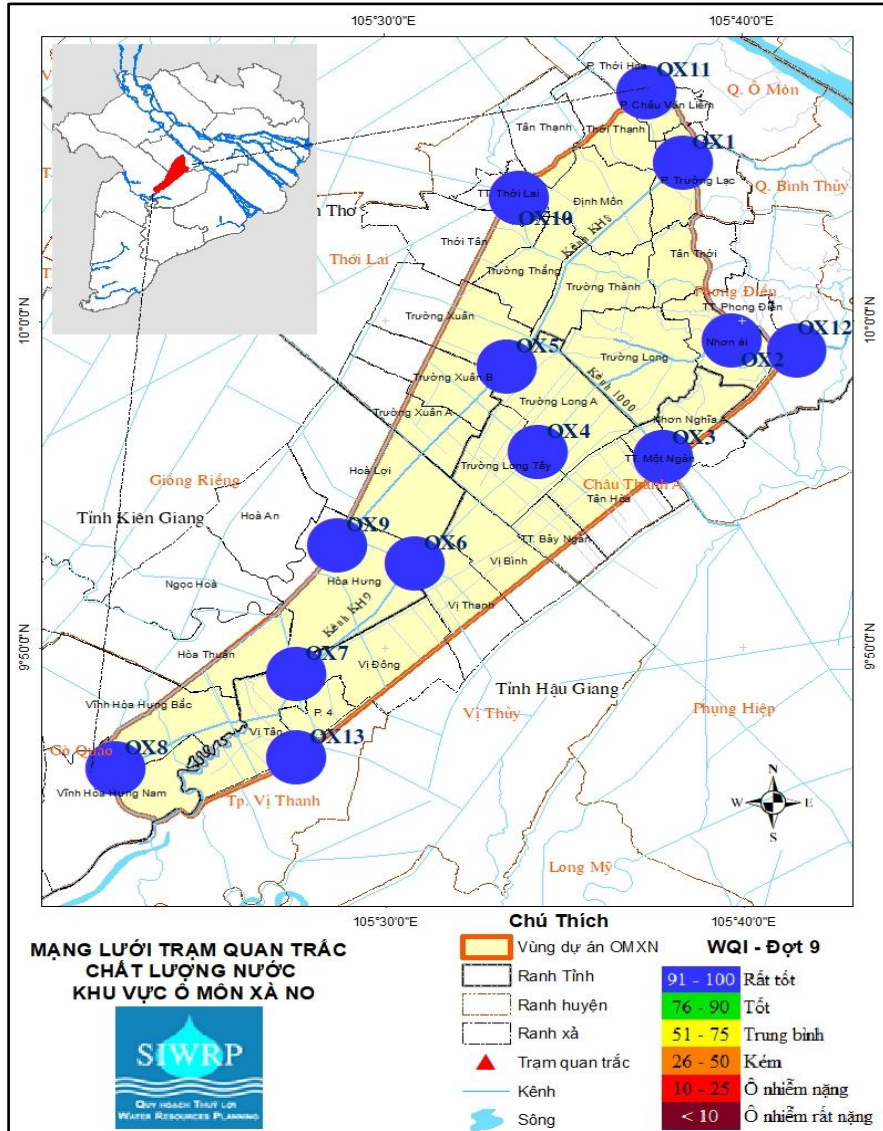 105°30'0"E
105°40'0"E
P. Thới Hòa
OX11
P. Châu Văn Liêm
Q. Ô Môn
Tân Thạnh
Thới Thạnh
OX1
P. Trường Lạc
Q. Bình Thủy
TT. Thới Lai
OX10
Định Môn
Kênh KH8
Thới Tân
Thới Lai
Tân Thới
Trường Thắng
Trường Thành
Phong Điền
TT. Phong Điền
10°0'0"N
10°0'0"N
Trường Xuân
OX12
Nhơn ái
OX2
OX5
Trường Long
Kênh 1000
Trường Xuân B
Trường Long A
Trường Xuân A
Nhơn Nghĩa A
OX4
OX3
TT. Một Ngàn
Trường Long Tây
Hoà Lợi
Châu Thành A
Tân Hòa
Giồng Riềng
Tỉnh Kiên Giang
Hoà An
OX9
TT. Bảy Ngàn
OX6
Vị Bình
Ngọc Hoà
Hòa Hưng
Kênh KH9
Vị Thanh
9°50'0"N
9°50'0"N
Hòa Thuận
OX7
Vị Đông
Tỉnh Hậu Giang
Vĩnh Hòa Hưng Bắc
P. 4
Vị Thủy
Phụng Hiệp
Vị Tân
OX13
Gò Quao
OX8
Vĩnh Hòa Hưng Nam
Tp. Vị Thanh
N
W
E
S
Long Mỹ
105°30'0"E
105°40'0"E
MẠNG LƯỚI TRẠM QUAN TRẮC
CHẤT LƯỢNG NƯỚC
KHU VỰC Ô MÔN XÀ NO
SIWRP
QUY HOẠCH THUỶ LỢI
WATER RESOURCES PLANNING
Chú Thích
Vùng dự án OMXN
Ranh Tỉnh
Ranh huyện
Ranh xã
Trạm quan trắc
Kênh
Sông
WQI - Đợt 9
91 - 100 Rất tốt
76 - 90 Tốt
51 - 75 Trung bình
26 - 50 Kém
10 - 25 Ô nhiễm nặng
< 10 Ô nhiễm rất nặng